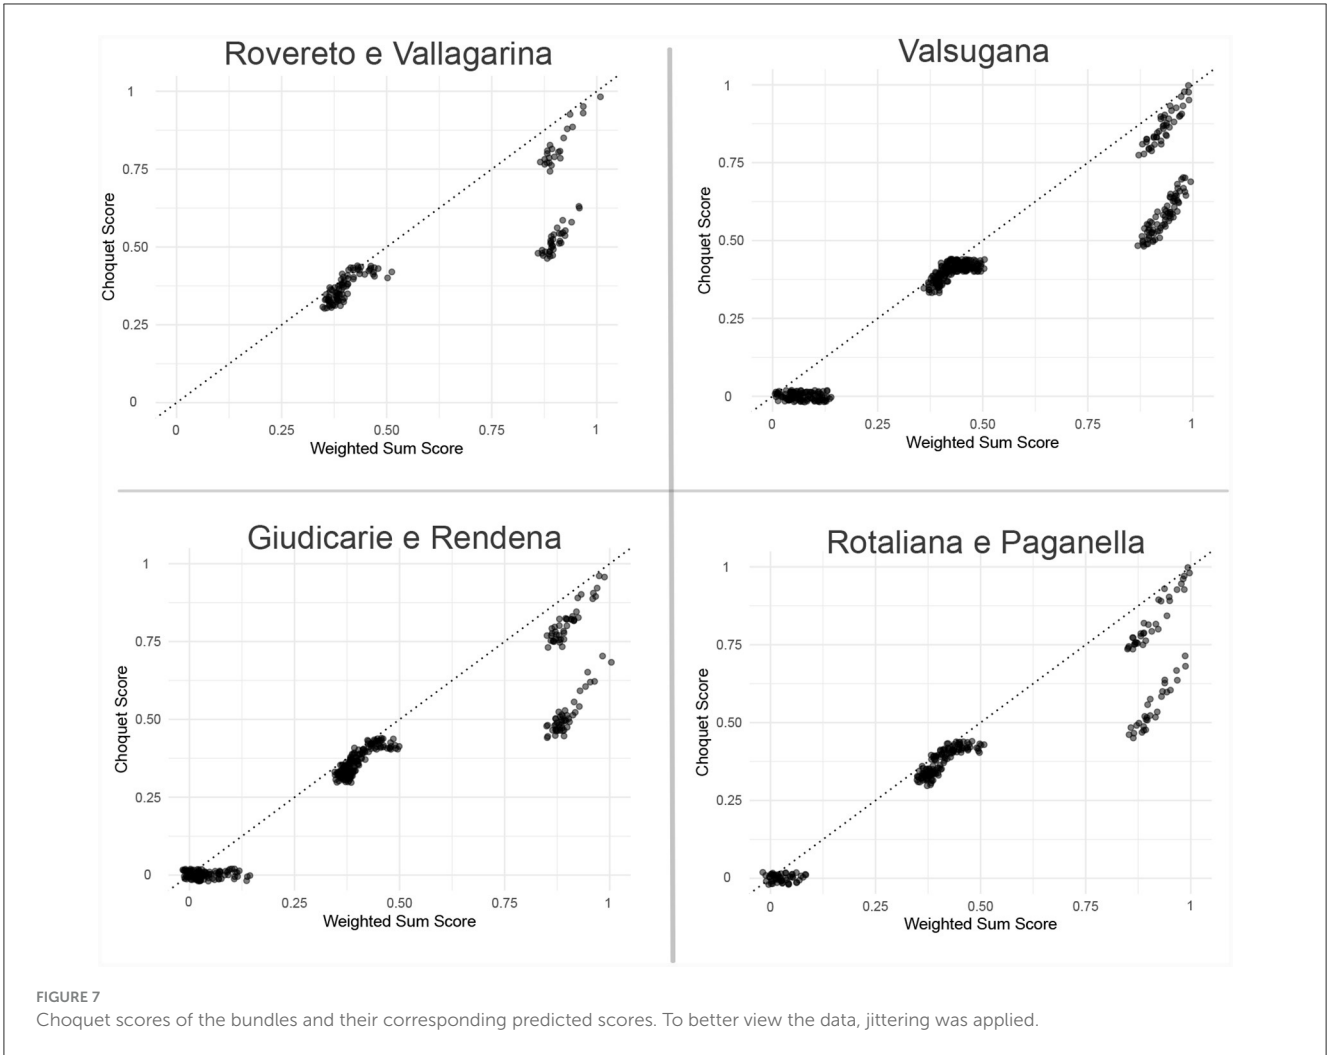 Rovereto e Vallagarina
1
0.75
0.50
0.25
0
Choquet Score
0 0.25 0.50 0.75 1
Weighted Sum Score
Valsugana
1
0.75
0.50
0.25
0
Choquet Score
0 0.25 0.50 0.75 1
Weighted Sum Score
Giudicarie e Rendena
1
0.75
0.50
0.25
0
Choquet Score
0 0.25 0.50 0.75 1
Weighted Sum Score
Rotaliana e Paganella
1
0.75
0.50
0.25
0
Choquet Score
0 0.25 0.50 0.75 1
Weighted Sum Score
FIGURE 7
Choquet scores of the bundles and their corresponding predicted scores. To better view the data, jittering was applied.